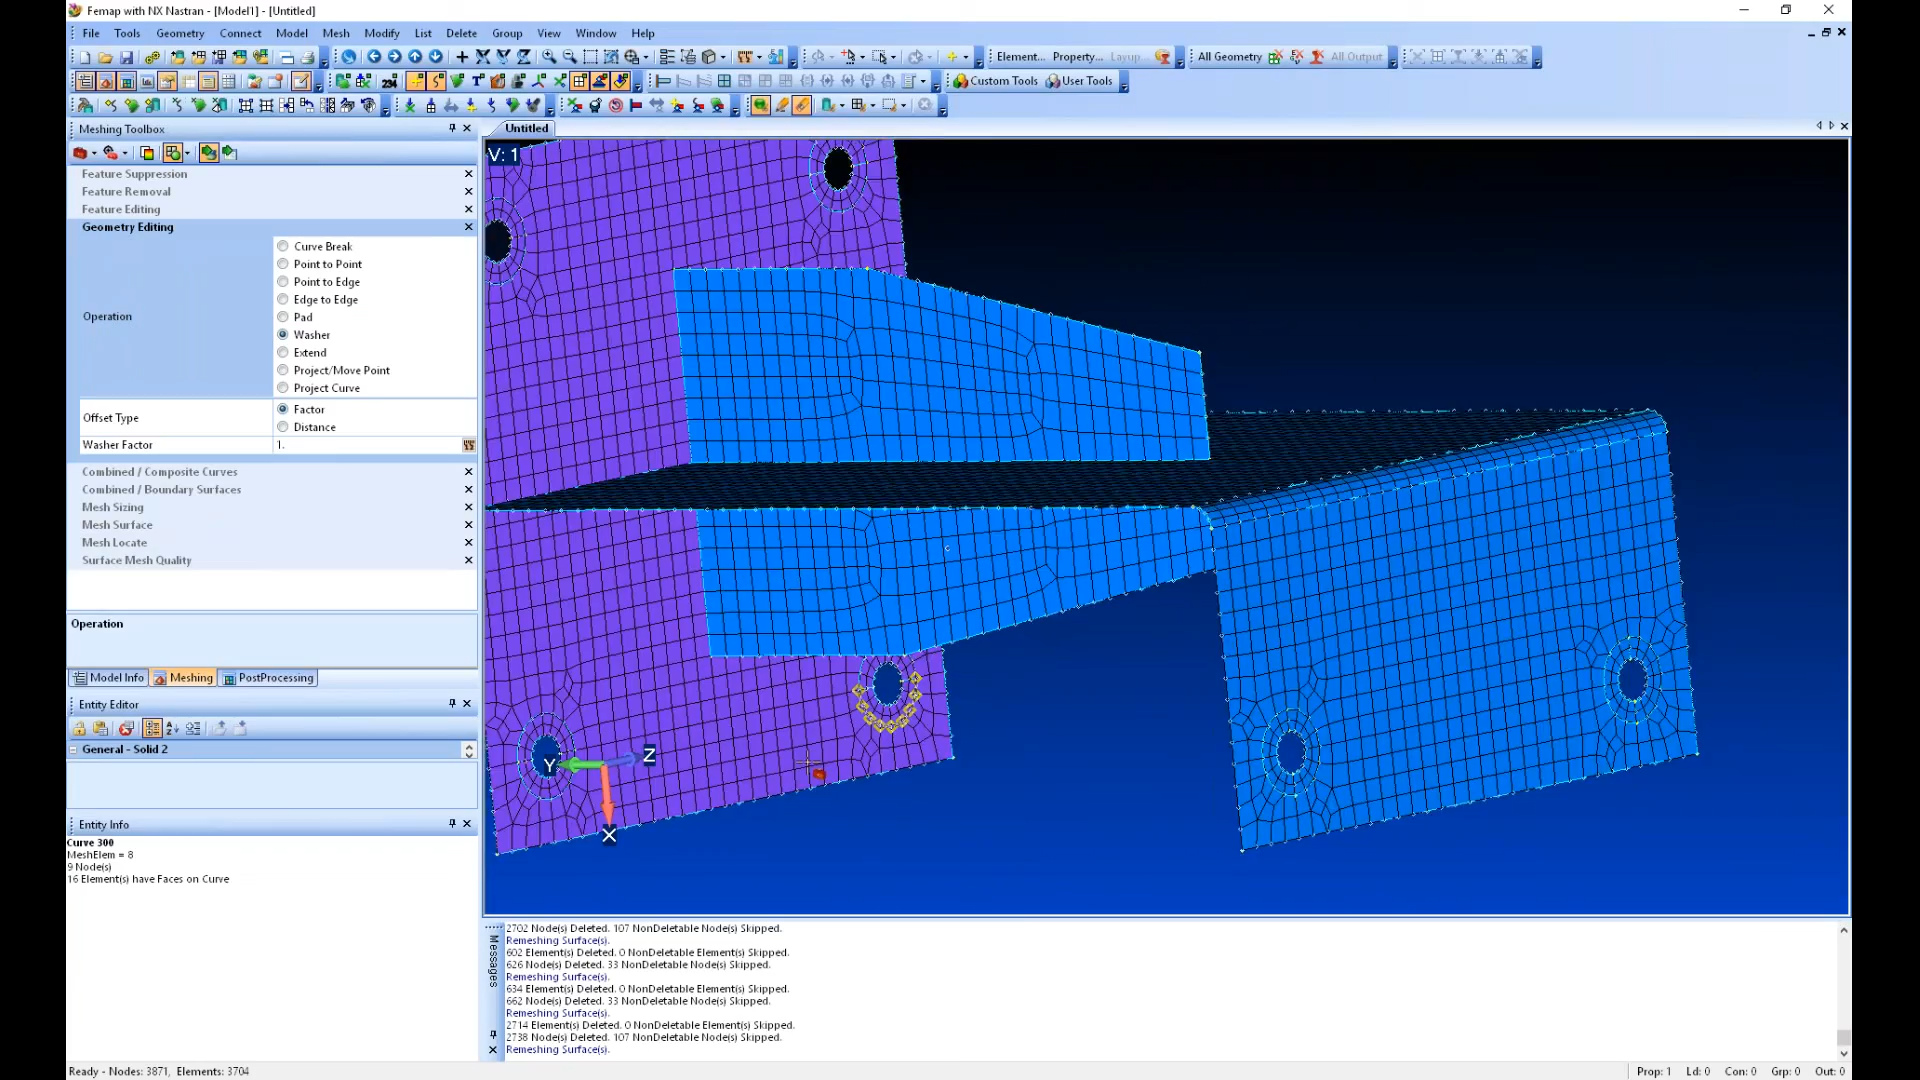 Femap with NX Nastran - [Model1] - [Untitled]
File Tools Geometry Connect Model Mesh Modify List Delete Group View Window Help
Element... Property... Layup... All Geometry All Output
234 Custom Tools User Tools
Meshing Toolbox
Untitled
V: 1
Feature Suppression
Feature Removal
Feature Editing
Geometry Editing
Operation
Curve Break
Point to Point
Point to Edge
Edge to Edge
Pad
Washer
Extend
Project/Move Point
Project Curve
Offset Type
Factor
Distance
Washer Factor 1.
Combined / Composite Curves
Combined / Boundary Surfaces
Mesh Sizing
Mesh Surface
Mesh Locate
Surface Mesh Quality
Operation
Model Info Meshing PostProcessing
Entity Editor
General - Solid 2
Entity Info
Curve 300
MeshElem = 8
9 Node(s)
16 Element(s) have Faces on Curve
Y
Z
X
Messages
2702 Node(s) Deleted. 107 NonDeletable Node(s) Skipped.
Remeshing Surface(s).
602 Element(s) Deleted. 0 NonDeletable Element(s) Skipped.
626 Node(s) Deleted. 33 NonDeletable Node(s) Skipped.
Remeshing Surface(s).
634 Element(s) Deleted. 0 NonDeletable Element(s) Skipped.
662 Node(s) Deleted. 33 NonDeletable Node(s) Skipped.
Remeshing Surface(s).
2714 Element(s) Deleted. 0 NonDeletable Element(s) Skipped.
2738 Node(s) Deleted. 107 NonDeletable Node(s) Skipped.
Remeshing Surface(s).
Ready - Nodes: 3871, Elements: 3704
Prop: 1 Ld: 0 Con: 0 Grp: 0 Out: 0